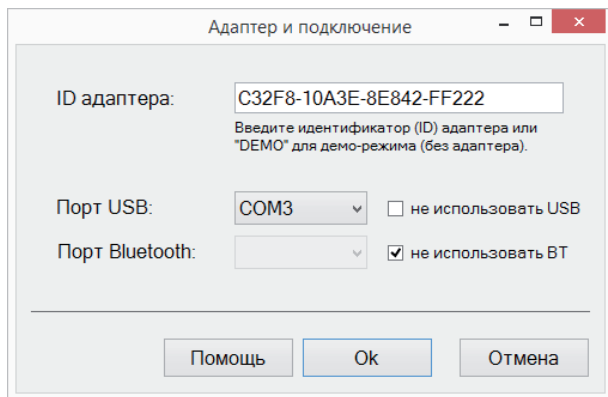 Адаптер и подключение
ID адаптера: C32F8-10A3E-8E842-FF222
Введите идентификатор (ID) адаптера или
"DEMO" для демо-режима (без адаптера).
Порт USB: COM3 не использовать USB
Порт Bluetooth: не использовать BT
Помощь Ok Отмена